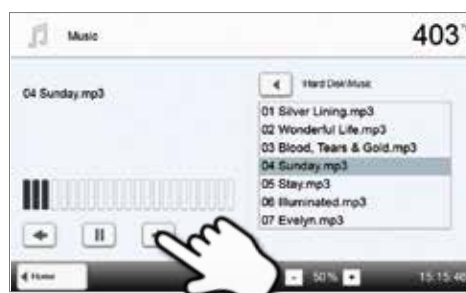 Music
403°
04 Sunday.mp3
Hard Disk\Music
01 Silver Lining.mp3
02 Wonderful Life.mp3
03 Blood, Tears & Gold.mp3
04 Sunday.mp3
05 Stay.mp3
06 Illuminated.mp3
07 Evelyn.mp3
Home
- 50% +
15:15:46